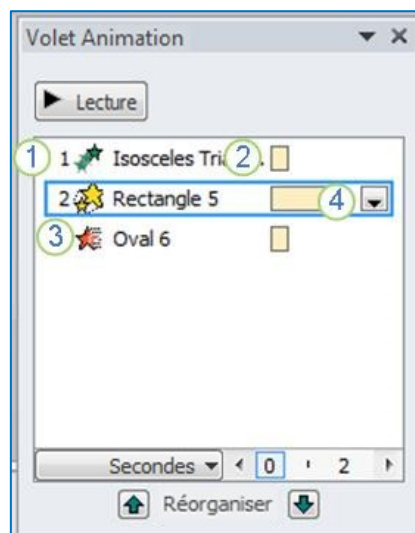 Volet Animation
Lecture
1 1 Isosceles Tri 2 .
2 Rectangle 5 4
3 Oval 6
Secondes 0 2
Réorganiser